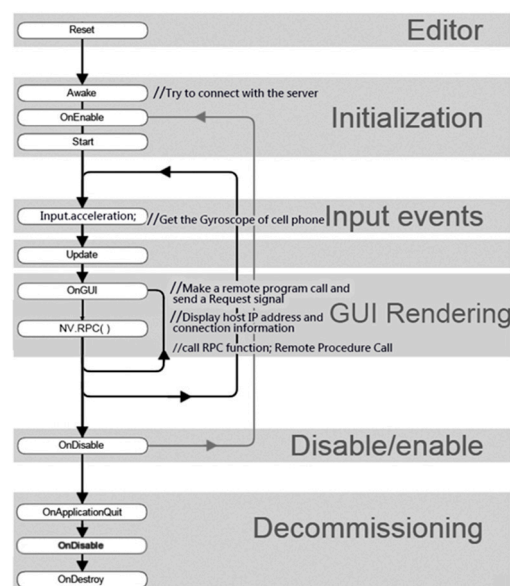 Reset
Editor
Awake
//Try to connect with the server
OnEnable
Initialization
Start
Input.acceleration;
//Get the Gyroscope of cell phone
Input events
Update
OnGUI
//Make a remote program call and
send a Request signal
GUI Rendering
//Display host IP address and
connection information
NV.RPC( )
//call RPC function; Remote Procedure Call
OnDisable
Disable/enable
OnApplicationQuit
Decommissioning
OnDisable
OnDestroy